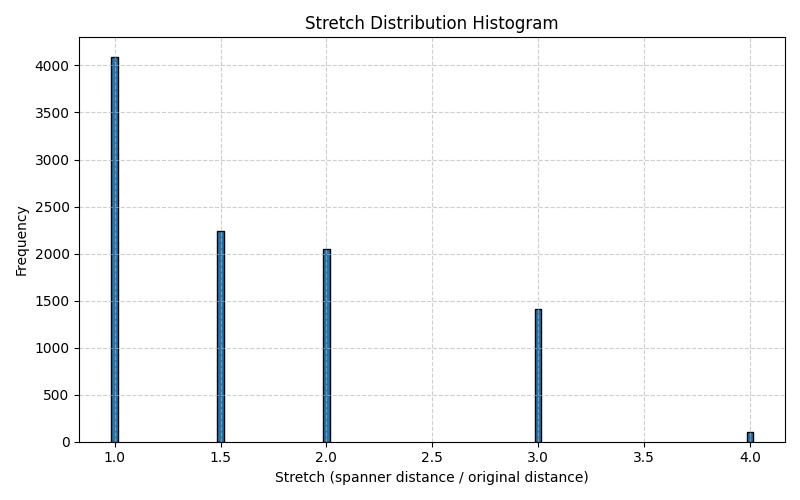 Stretch Distribution Histogram
4000
3500
3000
2500
2000
1500
1000
500
0
Frequency
1.0 1.5 2.0 2.5 3.0 3.5 4.0
Stretch (spanner distance / original distance)